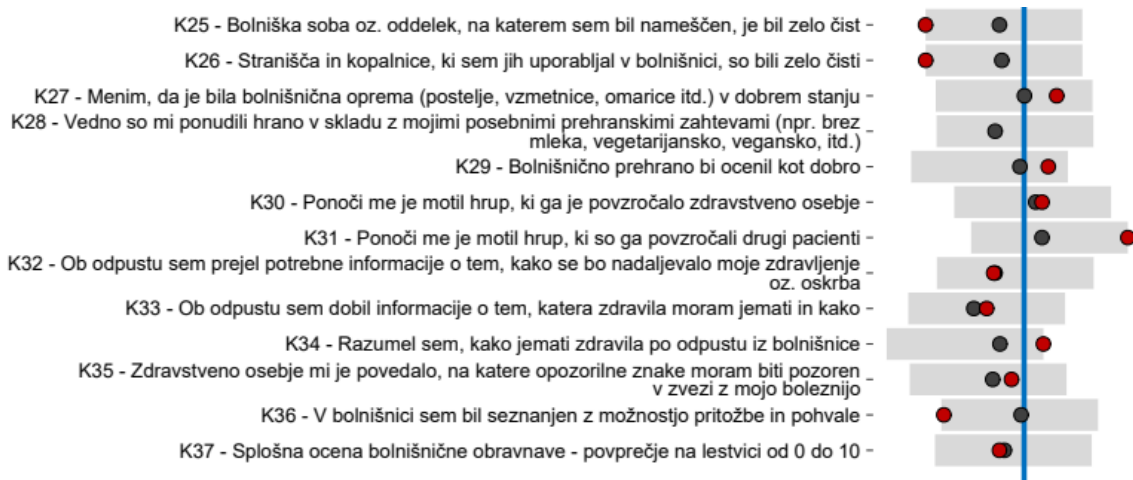 K25 - Bolniška soba oz. oddelek, na katerem sem bil nameščen, je bil zelo čist
K26 - Stranišča in kopalnice, ki sem jih uporabljal v bolnišnici, so bili zelo čisti
K27 - Menim, da je bila bolnišnična oprema (postelje, vzmetnice, omarice itd.) v dobrem stanju
K28 - Vedno so mi ponudili hrano v skladu z mojimi posebnimi prehranskimi zahtevami (npr. brez
mleka, vegetarijansko, vegansko, itd.)
K29 - Bolnišnično prehrano bi ocenil kot dobro
K30 - Ponoči me je motil hrup, ki ga je povzročalo zdravstveno osebje
K31 - Ponoči me je motil hrup, ki so ga povzročali drugi pacienti
K32 - Ob odpustu sem prejel potrebne informacije o tem, kako se bo nadaljevalo moje zdravljenje
oz. oskrba
K33 - Ob odpustu sem dobil informacije o tem, katera zdravila moram jemati in kako
K34 - Razumel sem, kako jemati zdravila po odpustu iz bolnišnice
K35 - Zdravstveno osebje mi je povedalo, na katere opozorilne znake moram biti pozoren
v zvezi z mojo boleznijo
K36 - V bolnišnici sem bil seznanjen z možnostjo pritožbe in pohvale
K37 - Splošna ocena bolnišnične obravnave - povprečje na lestvici od 0 do 10